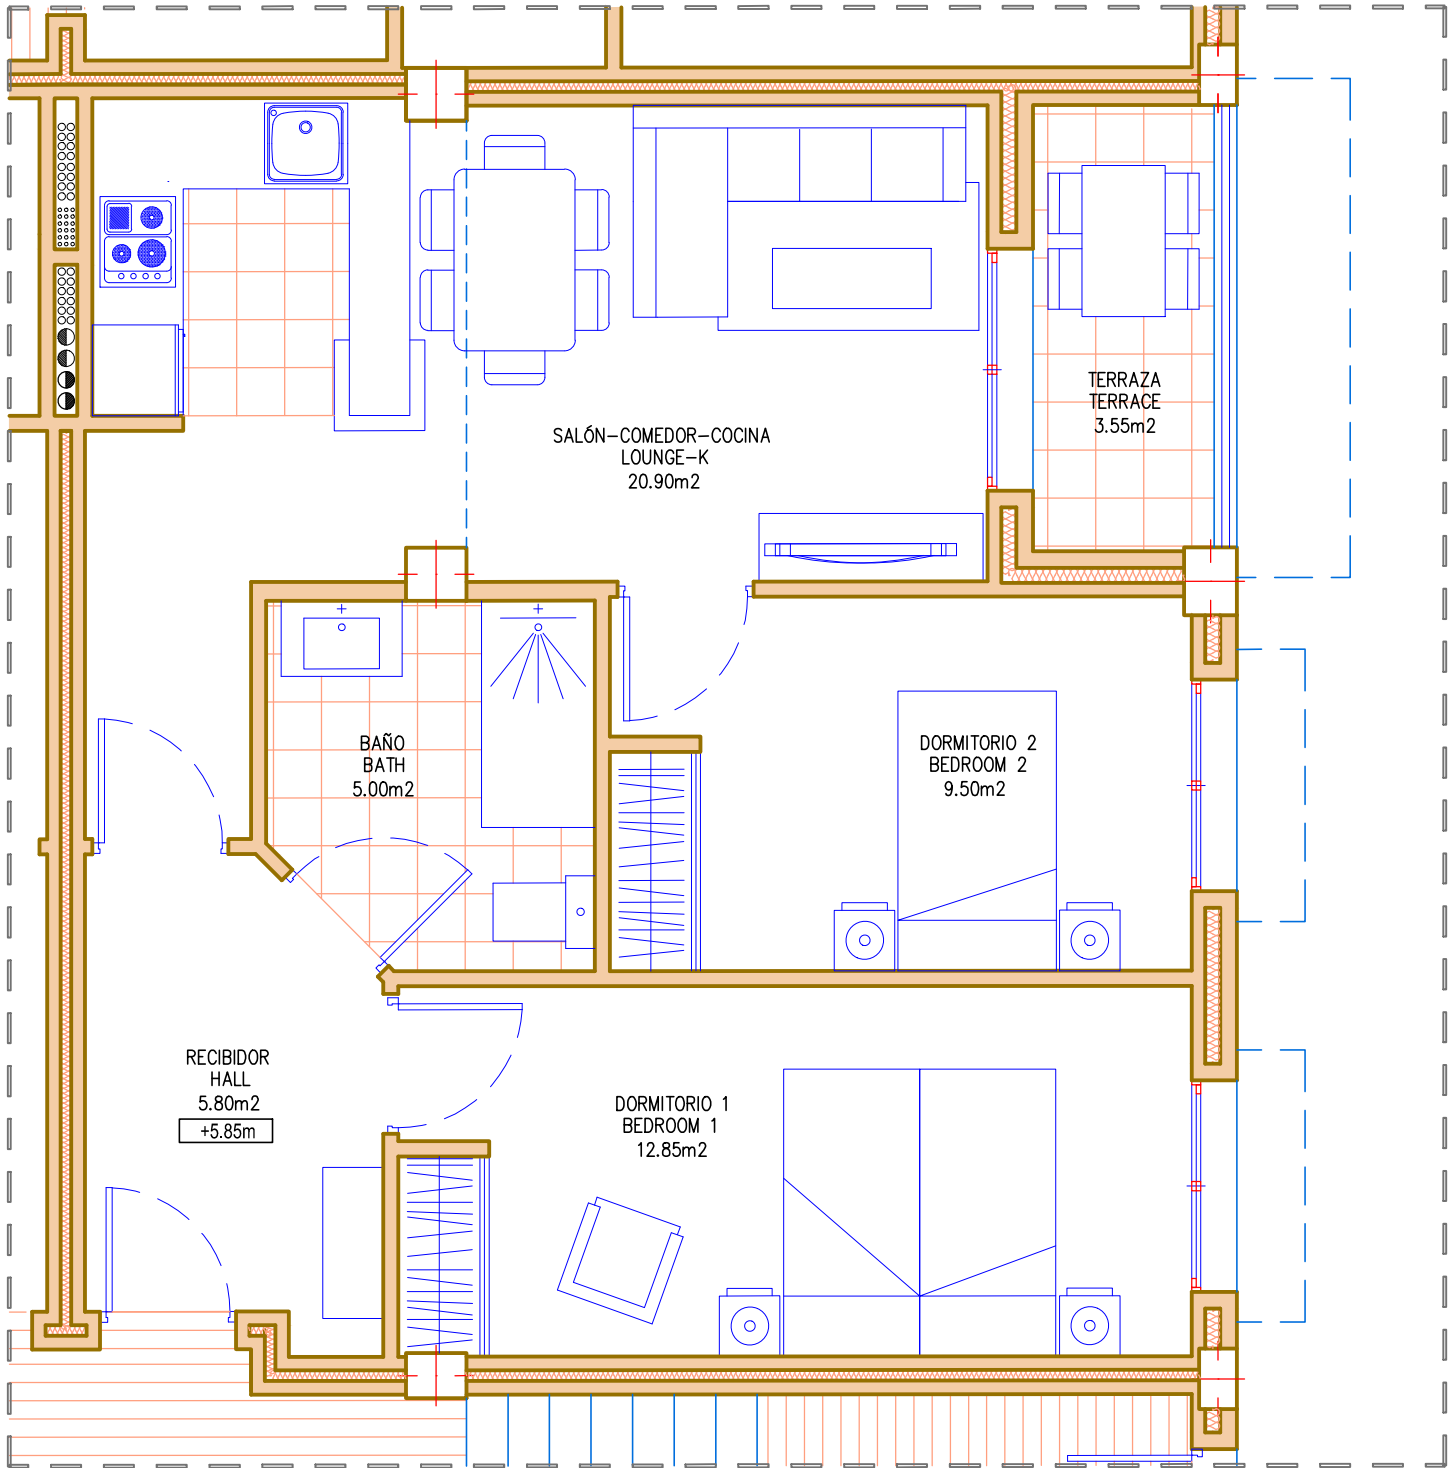 TERRAZA
TERRACE
3.55m2
SALÓN-COMEDOR-COCINA
LOUNGE-K
20.90m2
BAÑO
BATH
5.00m2
DORMITORIO 2
BEDROOM 2
9.50m2
RECIBIDOR
HALL
5.80m2
+5.85m
DORMITORIO 1
BEDROOM 1
12.85m2